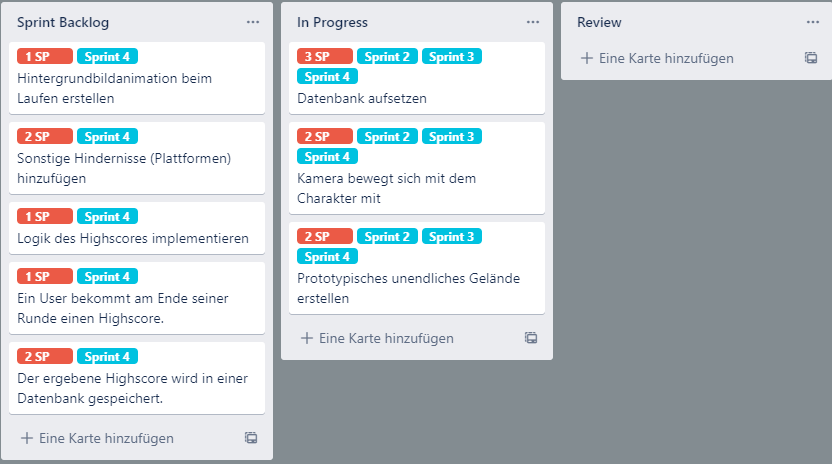 Sprint Backlog
1 SP Sprint 4
Hintergrundbildanimation beim
Laufen erstellen
2 SP Sprint 4
Sonstige Hindernisse (Plattformen)
hinzufügen
1 SP Sprint 4
Logik des Highscores implementieren
1 SP Sprint 4
Ein User bekommt am Ende seiner
Runde einen Highscore.
2 SP Sprint 4
Der ergebene Highscore wird in einer
Datenbank gespeichert.
+ Eine Karte hinzufügen
In Progress
3 SP Sprint 2 Sprint 3
Sprint 4
Datenbank aufsetzen
2 SP Sprint 2 Sprint 3
Sprint 4
Kamera bewegt sich mit dem
Charakter mit
2 SP Sprint 2 Sprint 3
Sprint 4
Prototypisches unendliches Gelände
erstellen
+ Eine Karte hinzufügen
Review
+ Eine Karte hinzufügen